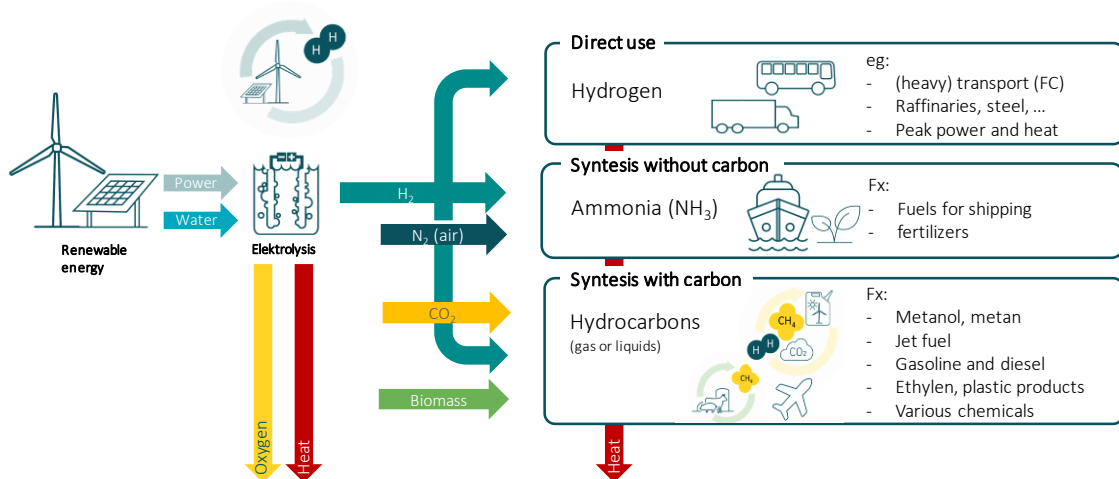 H H
Renewable
energy
Power
Water
Elektrolysis
Oxygen
Heat
H₂
N₂ (air)
CO₂
Biomass
Direct use
Hydrogen
eg:
- (heavy) transport (FC)
- Raffinaries, steel, ...
- Peak power and heat
Syntesis without carbon
Ammonia (NH₃)
Fx:
- Fuels for shipping
- fertilizers
Syntesis with carbon
Hydrocarbons
(gas or liquids)
CH₄
H H
CO₂
CH₄
Fx:
- Metanol, metan
- Jet fuel
- Gasoline and diesel
- Ethylen, plastic products
- Various chemicals
Heat